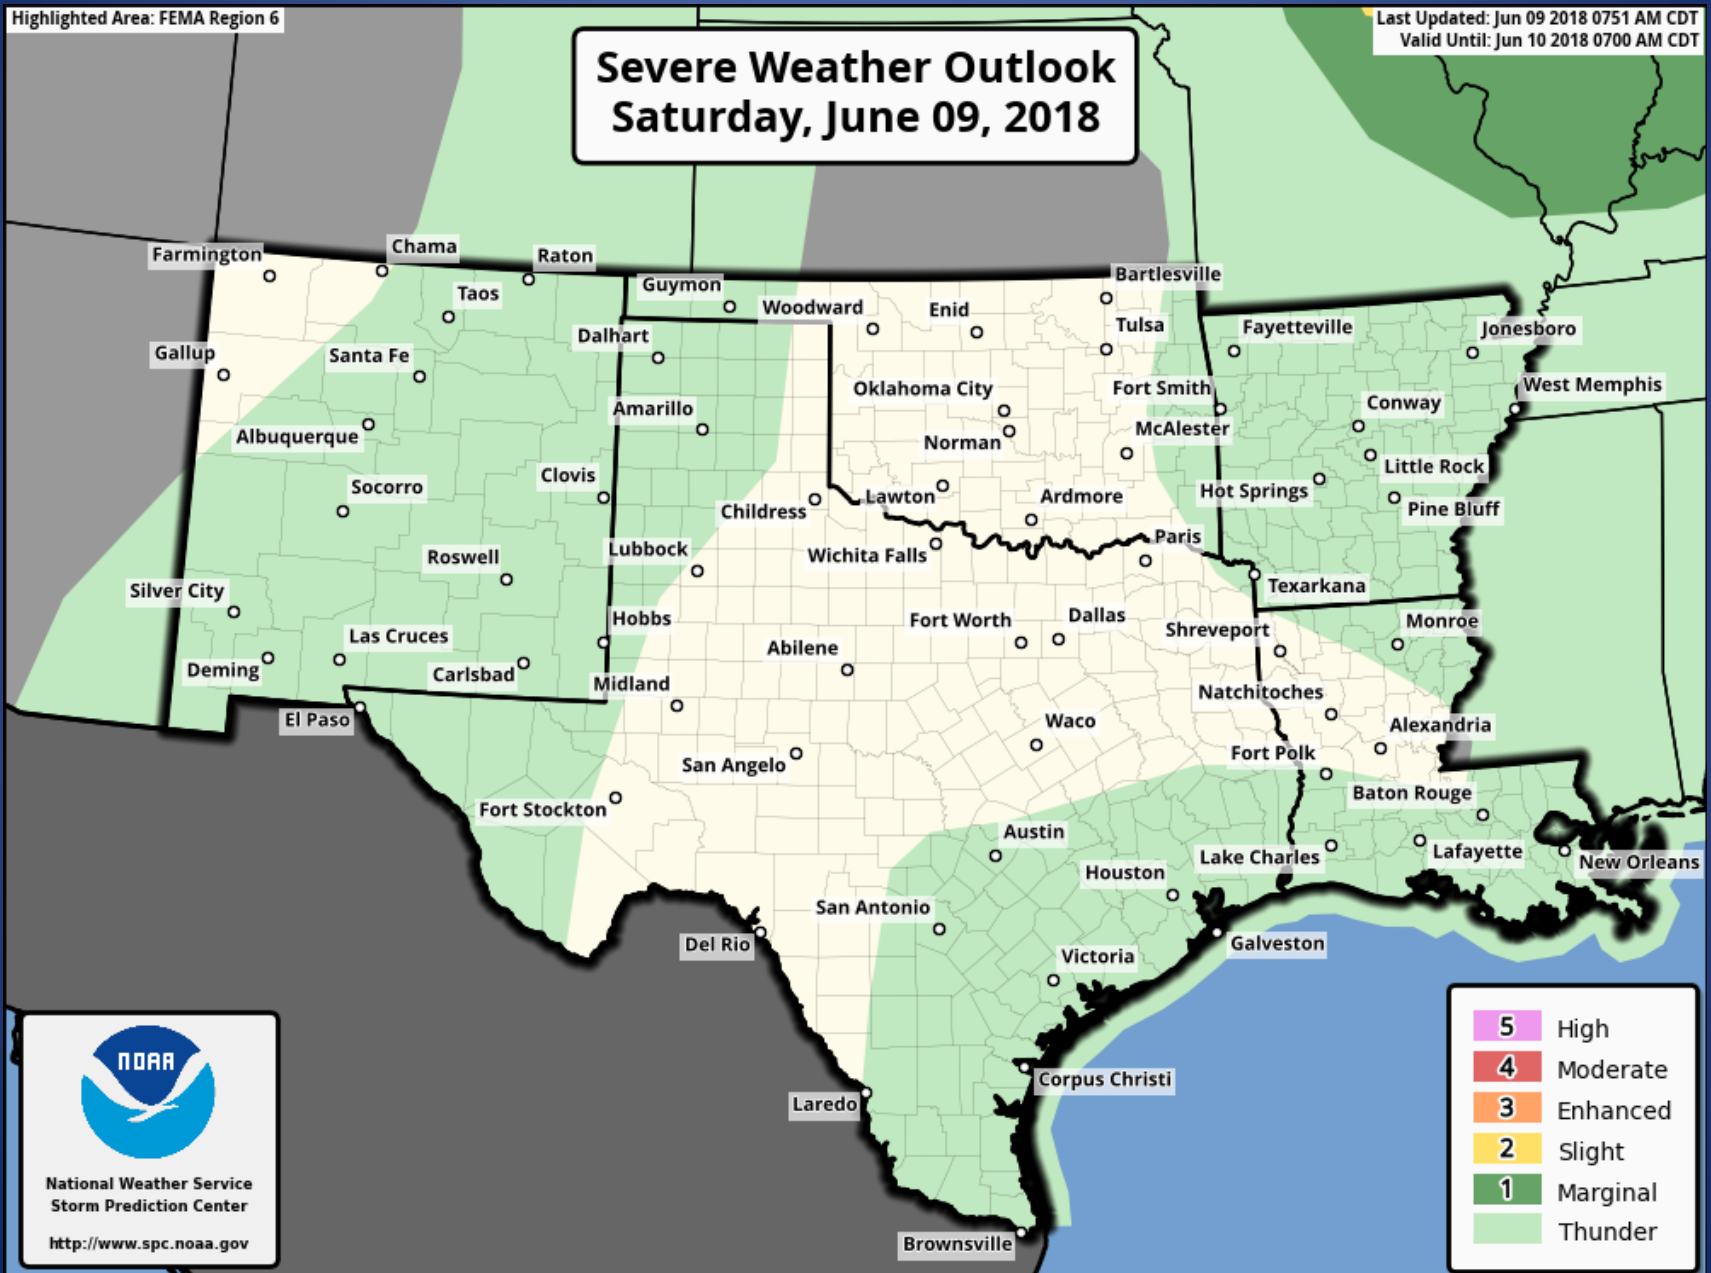 Highlighted Area: FEMA Region 6
Last Updated: Jun 09 2018 0751 AM CDT
Valid Until: Jun 10 2018 0700 AM CDT
Severe Weather Outlook
Saturday, June 09, 2018
Farmington
Chama
Raton
Taos
Guymon
Woodward
Enid
Bartlesville
Tulsa
Fayetteville
Jonesboro
Gallup
Santa Fe
Dalhart
Oklahoma City
Fort Smith
West Memphis
Conway
Albuquerque
Amarillo
Norman
McAlester
Little Rock
Socorro
Clovis
Childress
Lawton
Ardmore
Hot Springs
Pine Bluff
Roswell
Lubbock
Wichita Falls
Paris
Silver City
Texarkana
Las Cruces
Hobbs
Fort Worth
Dallas
Shreveport
Monroe
Deming
Carlsbad
Midland
Abilene
Natchitoches
El Paso
Waco
Alexandria
San Angelo
Fort Polk
Fort Stockton
Baton Rouge
Austin
Lake Charles
Lafayette
New Orleans
Houston
San Antonio
Del Rio
Victoria
Galveston
Laredo
Corpus Christi
Brownsville
NOAA
National Weather Service
Storm Prediction Center
http://www.spc.noaa.gov
5 High
4 Moderate
3 Enhanced
2 Slight
1 Marginal
Thunder